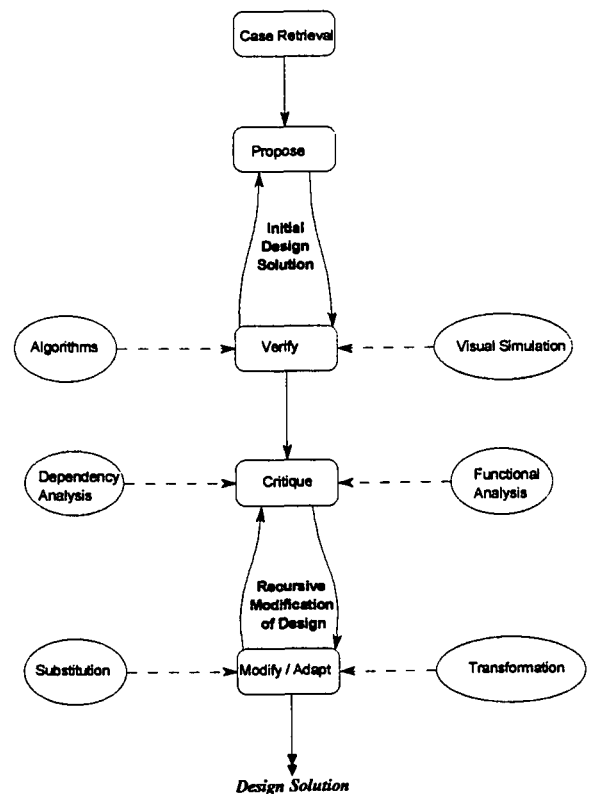 Case Retrieval
Propose
Initial
Design
Solution
Algorithms
Verify
Visual Simulation
Dependency
Analysis
Critique
Functional
Analysis
Recursive
Modification
of Design
Substitution
Modify / Adapt
Transformation
Design Solution